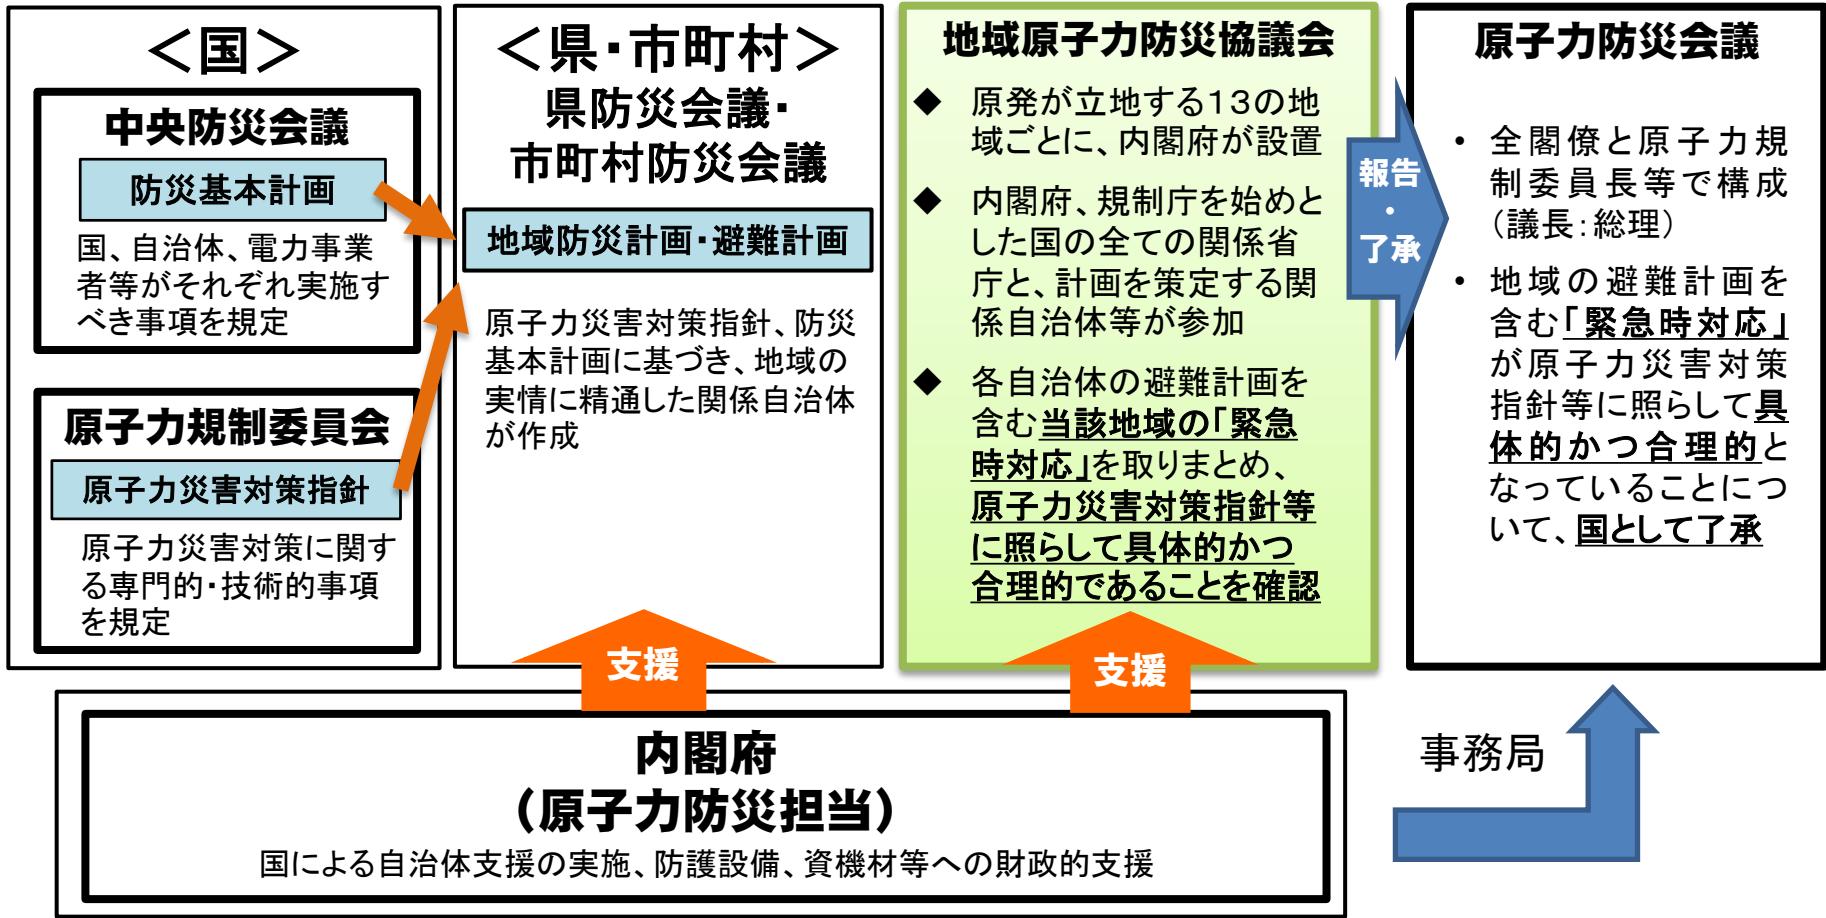 ＜国＞
中央防災会議
防災基本計画
国、自治体、電力事業
者等がそれぞれ実施す
べき事項を規定
原子力規制委員会
原子力災害対策指針
原子力災害対策に関す
る専門的・技術的事項
を規定
＜県・市町村＞
県防災会議・
市町村防災会議
地域防災計画・避難計画
原子力災害対策指針、防災
基本計画に基づき、地域の
実情に精通した関係自治体
が作成
支援
地域原子力防災協議会
◆ 原発が立地する１３の地
域ごとに、内閣府が設置
◆ 内閣府、規制庁を始めと
した国の全ての関係省
庁と、計画を策定する関
係自治体等が参加
◆ 各自治体の避難計画を
含む当該地域の「緊急
時対応」を取りまとめ、
原子力災害対策指針等
に照らして具体的かつ
合理的であることを確認
支援
報告
・
了承
原子力防災会議
• 全閣僚と原子力規
制委員長等で構成
（議長：総理）
• 地域の避難計画を
含む「緊急時対応」
が原子力災害対策
指針等に照らして具
体的かつ合理的と
なっていることにつ
いて、国として了承
内閣府
（原子力防災担当）
国による自治体支援の実施、防護設備、資機材等への財政的支援
事務局